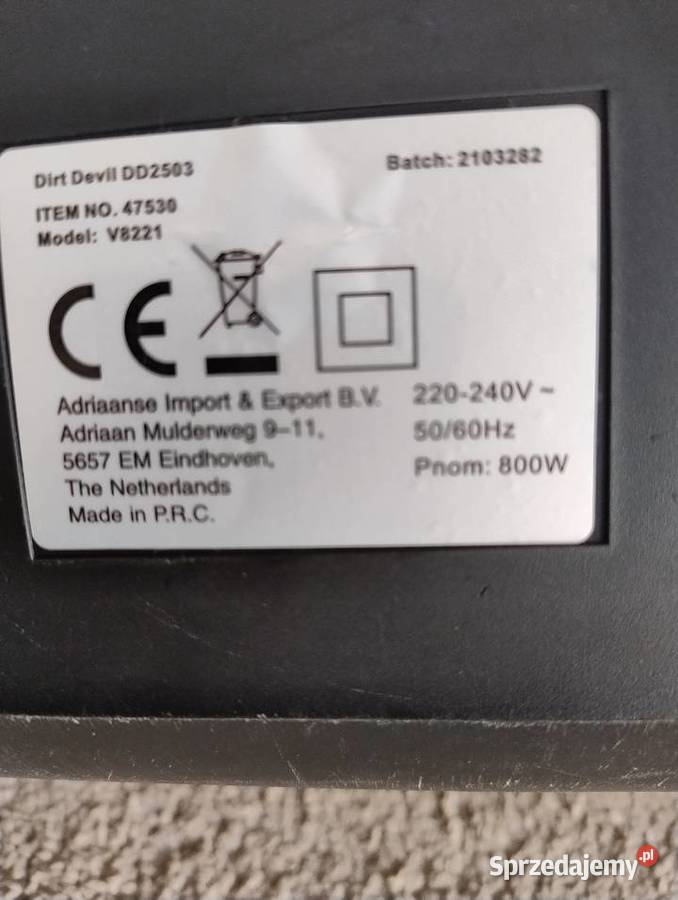 Dirt Devil DD2503
Batch: 2103282
ITEM NO. 47530
Model: V8221
CE
Adriaanse Import & Export B.V.
Adriaan Mulderweg 9–11,
5657 EM Eindhoven,
The Netherlands
Made in P.R.C.
220-240V ~
50/60Hz
Pnom: 800W
Sprzedajemy.pl